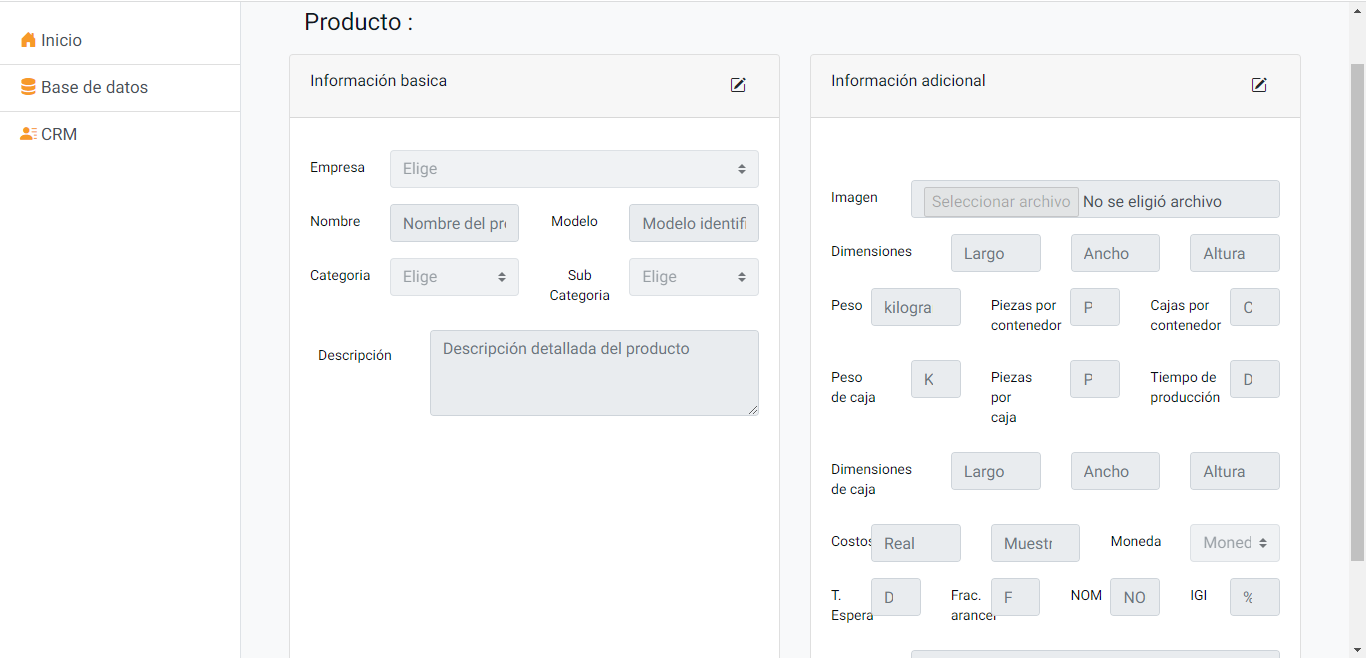 Producto :
Inicio
Base de datos
CRM
Información basica
Empresa
Elige
Nombre
Nombre del pr
Modelo
Modelo identif
Categoria
Elige
Sub
Categoria
Elige
Descripción
Descripción detallada del producto
Información adicional
Imagen
Seleccionar archivo No se eligió archivo
Dimensiones
Largo
Ancho
Altura
Peso
kilogra
Piezas por
contenedor
P
Cajas por
contenedor
C
Peso
de caja
K
Piezas
por
caja
P
Tiempo de
producción
D
Dimensiones
de caja
Largo
Ancho
Altura
Costos
Real
Muestr
Moneda
Moned
T.
Espera
D
Frac.
arancel
F
NOM
NO
IGI
%